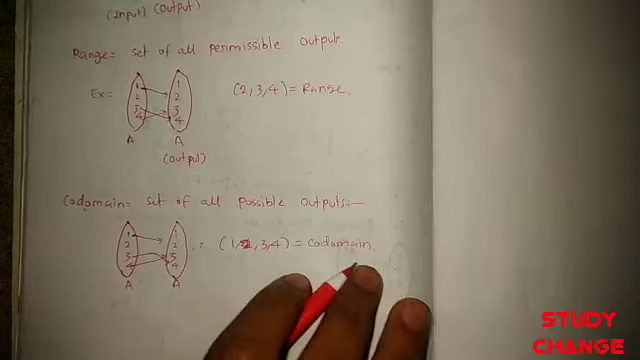 (Input) (Output)
Range= set of all permissible outputs.
Ex=
1
2
3
4
1
2
3
4
(2,3,4)= Range.
A A
(Output)
Codomain= set of all possible outputs:—
1
2
3
4
1
2
3
4
= (1,2,3,4) = Codomain.
A A
STUDY
CHANGE